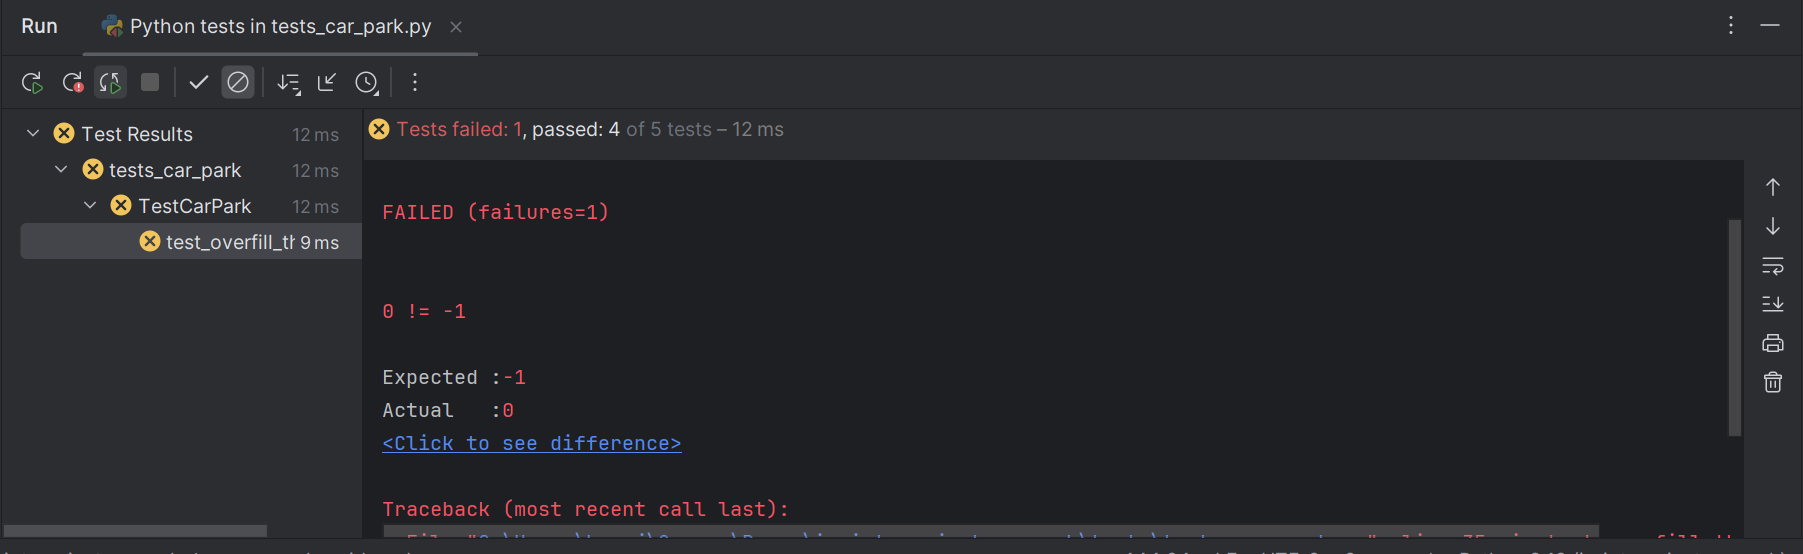 Run Python tests in tests_car_park.py
Test Results 12 ms
tests_car_park 12 ms
TestCarPark 12 ms
test_overfill_th 9 ms
Tests failed: 1, passed: 4 of 5 tests – 12 ms
FAILED (failures=1)
0 != -1
Expected :-1
Actual :0
<Click to see difference>
Traceback (most recent call last):